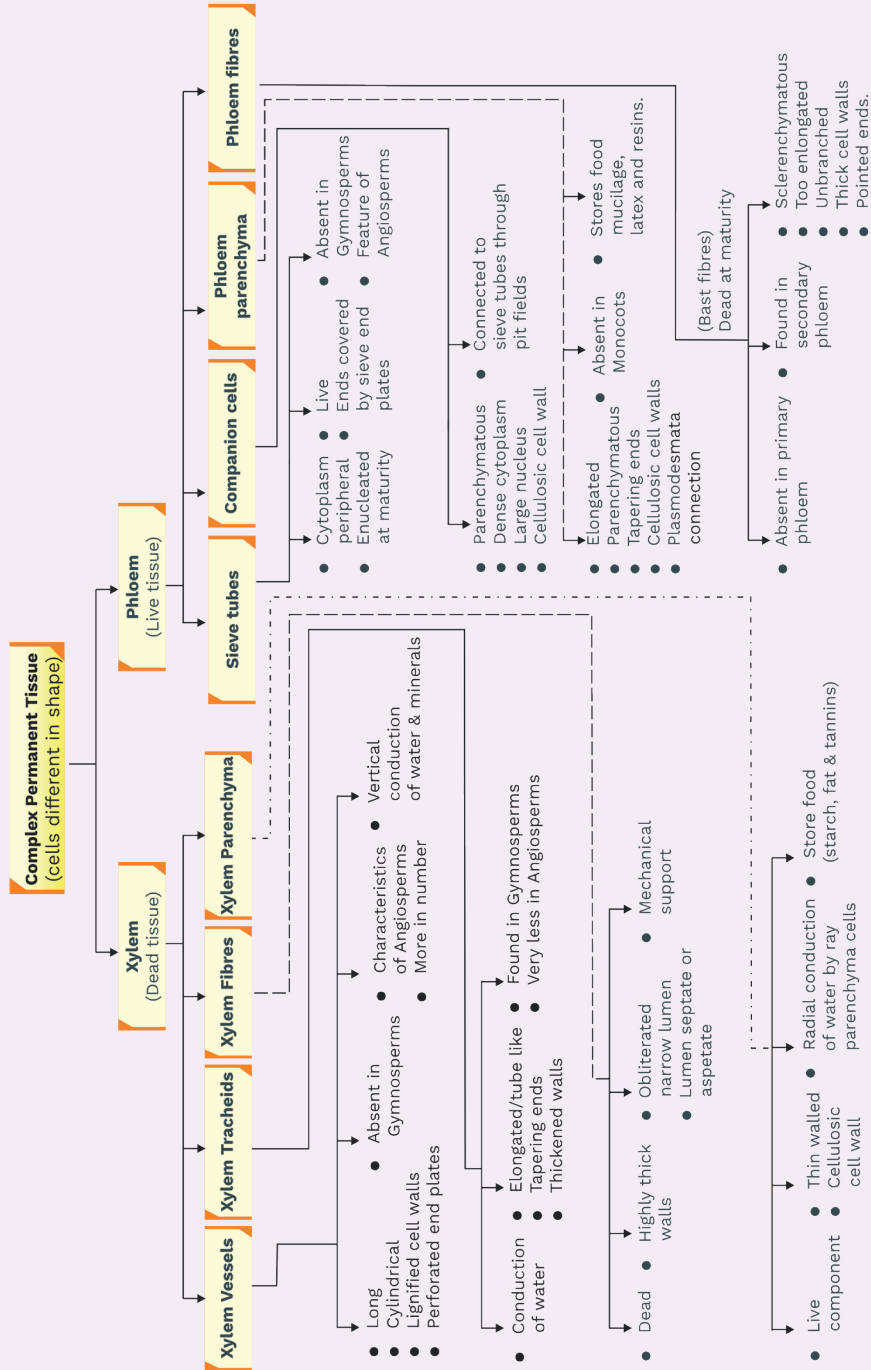 Complex Permanent Tissue
(cells different in shape)
Xylem
(Dead tissue)
Phloem
(Live tissue)
Xylem Vessels
Xylem Tracheids
Xylem Fibres
Xylem Parenchyma
Sieve tubes
Companion cells
Phloem
parenchyma
Phloem fibres
● Long
● Cylindrical
● Lignified cell walls
● Perforated end plates
● Absent in
Gymnosperms
● Characteristics
of Angiosperms
● More in number
● Vertical
conduction
of water & minerals
● Conduction
of water
● Elongated/tube like
● Tapering ends
● Thickened walls
● Found in Gymnosperms
● Very less in Angiosperms
● Dead
● Highly thick
walls
● Obliterated
narrow lumen
● Lumen septate or
aspetate
● Mechanical
support
● Live
component
● Thin walled
● Cellulosic
cell wall
● Radial conduction
of water by ray
parenchyma cells
● Store food
(starch, fat & tannins)
● Cytoplasm
peripheral
● Enucleated
at maturity
● Live
● Ends covered
by sieve end
plates
● Absent in
Gymnosperms
● Feature of
Angiosperms
● Parenchymatous
● Dense cytoplasm
● Large nucleus
● Cellulosic cell wall
● Connected to
sieve tubes through
pit fields
● Elongated
● Parenchymatous
● Tapering ends
● Cellulosic cell walls
● Plasmodesmata
connection
● Absent in
Monocots
● Stores food
mucilage,
latex and resins.
(Bast fibres)
Dead at maturity
● Absent in primary
phloem
● Found in
secondary
phloem
● Sclerenchymatous
● Too enlongated
● Unbranched
● Thick cell walls
● Pointed ends.